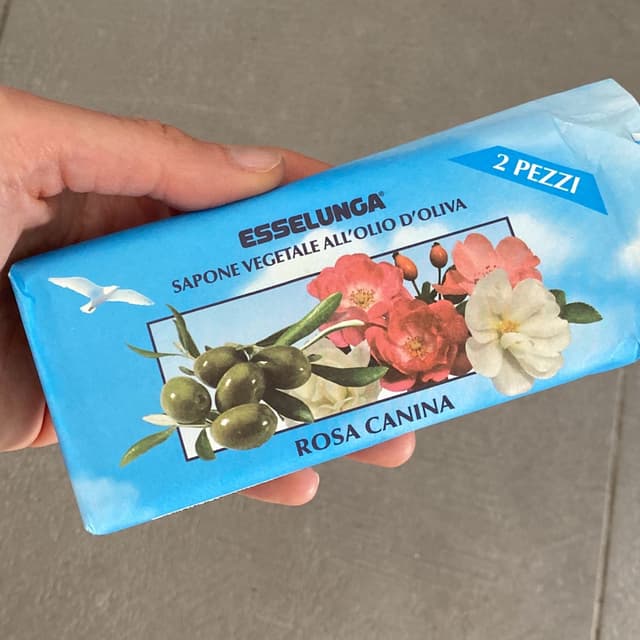 2 PEZZI
ESSELUNGA®
SAPONE VEGETALE ALL'OLIO D'OLIVA
ROSA CANINA